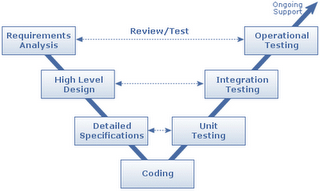 Ongoing
Support
Requirements
Analysis
Review/Test
Operational
Testing
High Level
Design
Integration
Testing
Detailed
Specifications
Unit
Testing
Coding